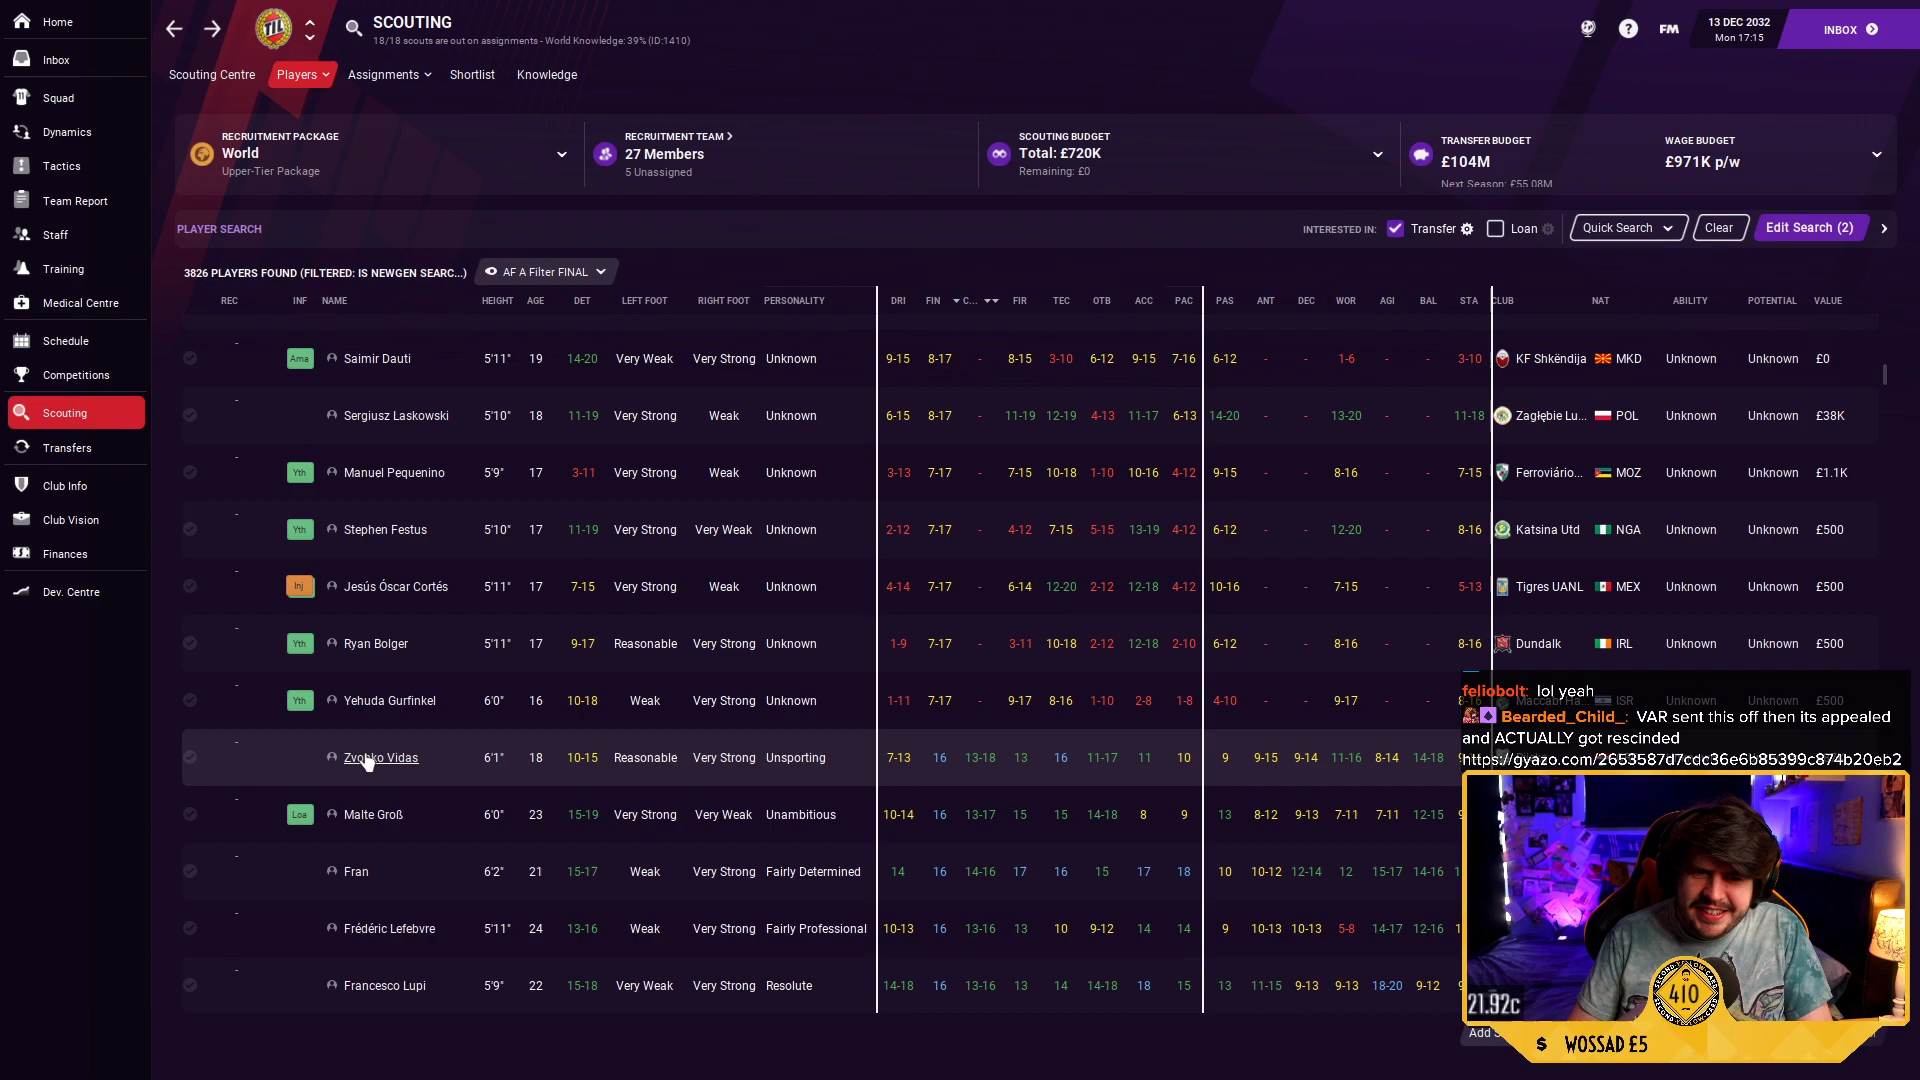 Home
Inbox
Squad
Dynamics
Tactics
Team Report
Staff
Training
Medical Centre
Schedule
Competitions
Scouting
Transfers
Club Info
Club Vision
Finances
Dev. Centre
TIL
SCOUTING
18/18 scouts are out on assignments - World Knowledge: 39% (ID:1410)
FM
13 DEC 2032
Mon 17:15
INBOX
Scouting Centre Players Assignments Shortlist Knowledge
RECRUITMENT PACKAGE
World
Upper-Tier Package
RECRUITMENT TEAM
27 Members
5 Unassigned
SCOUTING BUDGET
Total: £720K
Remaining: £0
TRANSFER BUDGET
£104M
Next Season: £55.08M
WAGE BUDGET
£971K p/w
PLAYER SEARCH
INTERESTED IN: Transfer Loan Quick Search Clear Edit Search (2)
3826 PLAYERS FOUND (FILTERED: IS NEWGEN SEARC...) AF A Filter FINAL
REC INF NAME HEIGHT AGE DET LEFT FOOT RIGHT FOOT PERSONALITY DRI FIN C... FIR TEC OTB ACC PAC PAS ANT DEC WOR AGI BAL STA CLUB NAT ABILITY POTENTIAL VALUE
- Ama Saimir Dauti 5'11" 19 14-20 Very Weak Very Strong Unknown 9-15 8-17 - 8-15 3-10 6-12 9-15 7-16 6-12 - - 1-6 - - 3-10 KF Shkëndija MKD Unknown Unknown £0
- Sergiusz Laskowski 5'10" 18 11-19 Very Strong Weak Unknown 6-15 8-17 - 11-19 12-19 4-13 11-17 6-13 14-20 - - 13-20 - - 11-18 Zagłębie Lu... POL Unknown Unknown £38K
- Yth Manuel Pequenino 5'9" 17 3-11 Very Strong Weak Unknown 3-13 7-17 - 7-15 10-18 1-10 10-16 4-12 9-15 - - 8-16 - - 7-15 Ferroviário... MOZ Unknown Unknown £1.1K
- Yth Stephen Festus 5'10" 17 11-19 Very Strong Very Weak Unknown 2-12 7-17 - 4-12 7-15 5-15 13-19 4-12 6-12 - - 12-20 - - 8-16 Katsina Utd NGA Unknown Unknown £500
- Inj Jesús Óscar Cortés 5'11" 17 7-15 Very Strong Weak Unknown 4-14 7-17 - 6-14 12-20 2-12 12-18 4-12 10-16 - - 7-15 - - 5-13 Tigres UANL MEX Unknown Unknown £500
- Yth Ryan Bolger 5'11" 17 9-17 Reasonable Very Strong Unknown 1-9 7-17 - 3-11 10-18 2-12 12-18 2-10 6-12 - - 8-16 - - 8-16 Dundalk IRL Unknown Unknown £500
- Yth Yehuda Gurfinkel 6'0" 16 10-18 Weak Very Strong Unknown 1-11 7-17 - 9-17 8-16 1-10 2-8 1-8 4-10 - - 9-17 - - 8-16 Maccabi Ha... ISR Unknown Unknown £500
- Zvonko Vidas 6'1" 18 10-15 Reasonable Very Strong Unsporting 7-13 16 13-18 13 16 11-17 11 10 9 9-15 9-14 11-16 8-14 14-18
- Loa Malte Groß 6'0" 23 15-19 Very Strong Very Weak Unambitious 10-14 16 13-17 15 15 14-18 8 9 13 8-12 9-13 7-11 7-11 12-15
- Fran 6'2" 21 15-17 Weak Very Strong Fairly Determined 14 16 14-16 17 16 15 17 18 10 10-12 12-14 12 15-17 14-16
- Frédéric Lefebvre 5'11" 24 13-16 Weak Very Strong Fairly Professional 10-13 16 13-16 13 10 9-12 14 14 9 10-13 10-13 5-8 14-17 12-16
- Francesco Lupi 5'9" 22 15-18 Very Weak Very Strong Resolute 14-18 16 13-16 13 14 14-18 18 15 13 11-15 9-13 9-13 18-20 9-12
feliobolt: lol yeah
Bearded_Child_: VAR sent this off then its appealed
and ACTUALLY got rescinded
https://gyazo.com/2653587d7cdc36e6b85399c874b20eb2
21.92c
SECOND YELLOW CARD
410
SECOND YELLOW CARD
Add
$ WOSSAD £5